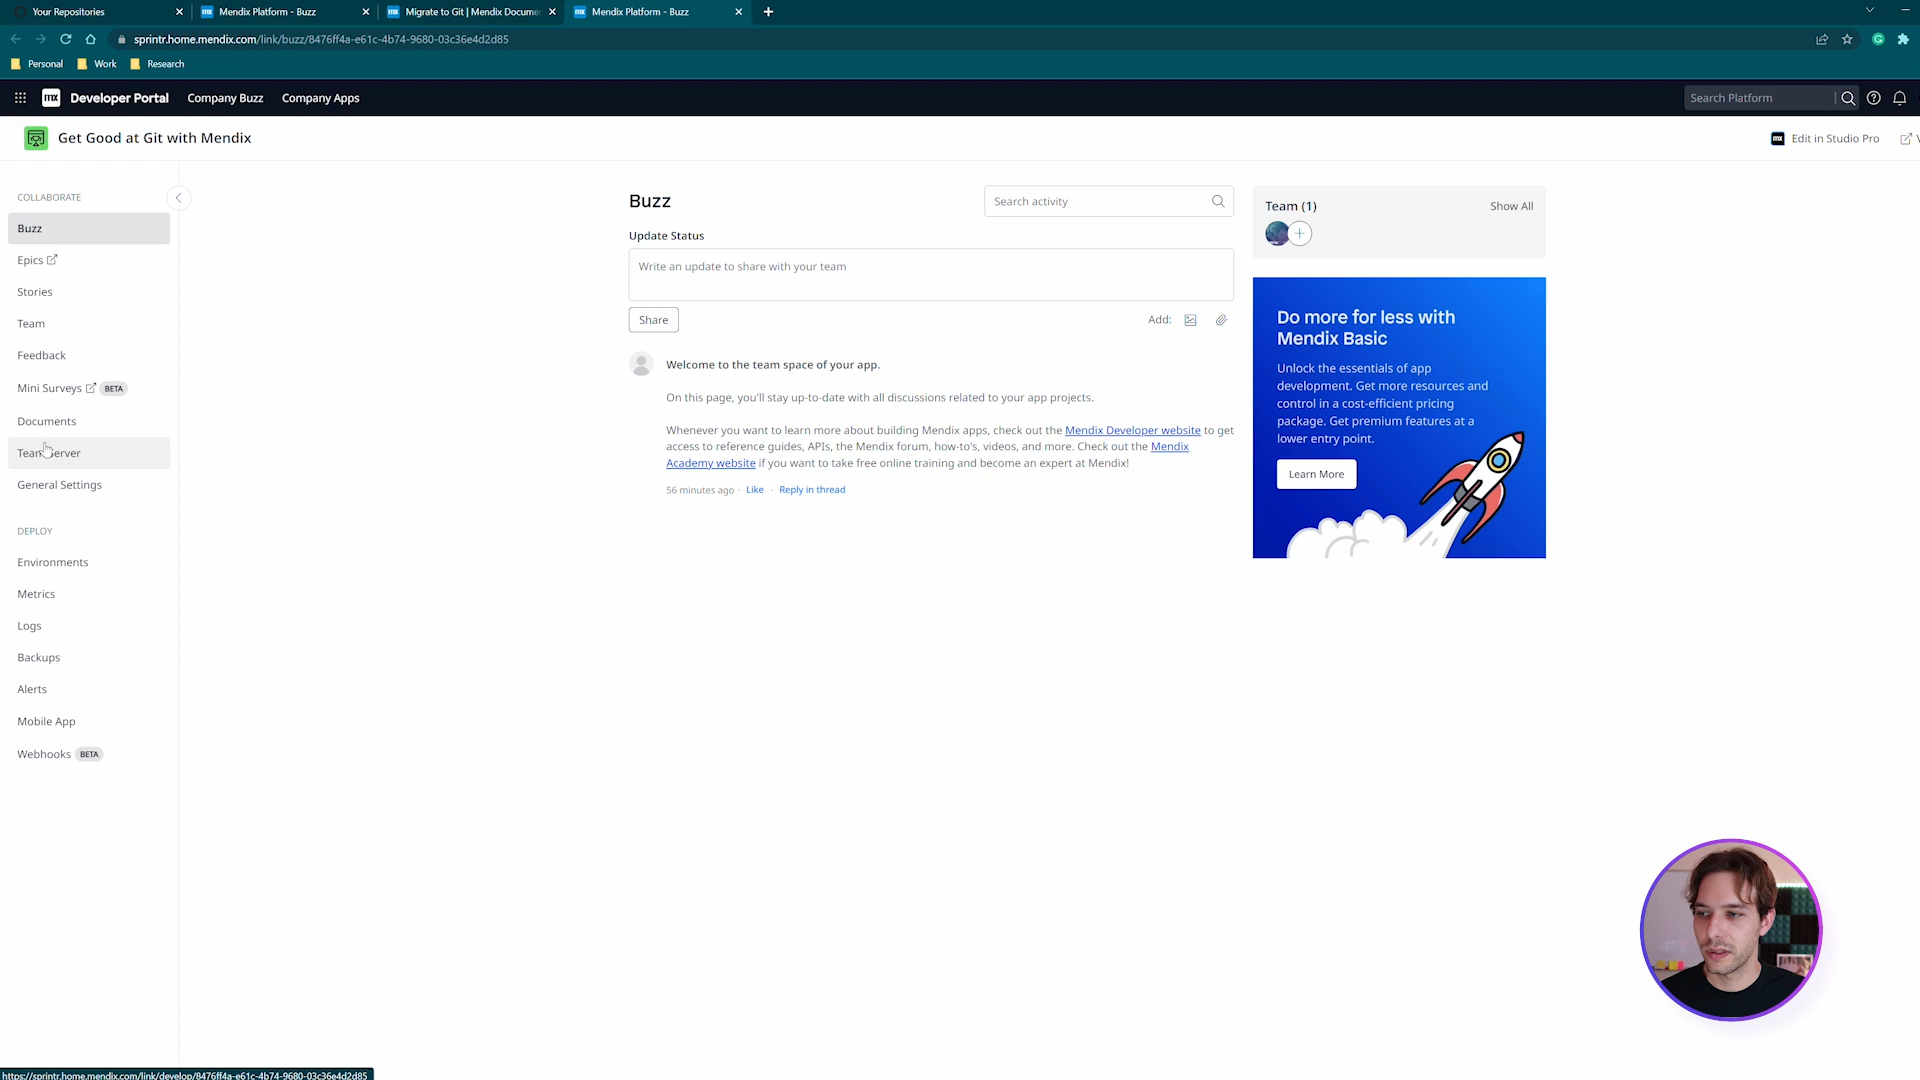 Your Repositories
Mendix Platform - Buzz
Migrate to Git | Mendix Docume
Mendix Platform - Buzz
sprintr.home.mendix.com/link/buzz/8476ff4a-e61c-4b74-9680-03c36e4d2d85
Personal
Work
Research
mx
Developer Portal
Company Buzz
Company Apps
Search Platform
Get Good at Git with Mendix
mx
Edit in Studio Pro
COLLABORATE
Buzz
Epics
Stories
Team
Feedback
Mini Surveys BETA
Documents
Team Server
General Settings
DEPLOY
Environments
Metrics
Logs
Backups
Alerts
Mobile App
Webhooks BETA
Buzz
Search activity
Update Status
Write an update to share with your team
Share
Add:
Welcome to the team space of your app.
On this page, you'll stay up-to-date with all discussions related to your app projects.
Whenever you want to learn more about building Mendix apps, check out the Mendix Developer website to get
access to reference guides, APIs, the Mendix forum, how-to's, videos, and more. Check out the Mendix
Academy website if you want to take free online training and become an expert at Mendix!
56 minutes ago · Like · Reply in thread
Team (1)
Show All
Do more for less with
Mendix Basic
Unlock the essentials of app
development. Get more resources and
control in a cost-efficient pricing
package. Get premium features at a
lower entry point.
Learn More
https://sprintr.home.mendix.com/link/develop/8476ff4a-e61c-4b74-9680-03c36e4d2d85